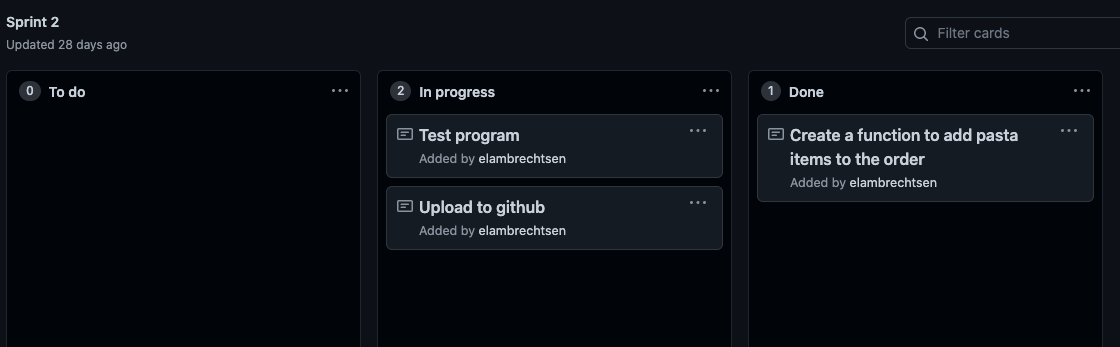 Sprint 2
Updated 28 days ago
Filter cards
0 To do
2 In progress
Test program
Added by elambrechtsen
Upload to github
Added by elambrechtsen
1 Done
Create a function to add pasta
items to the order
Added by elambrechtsen